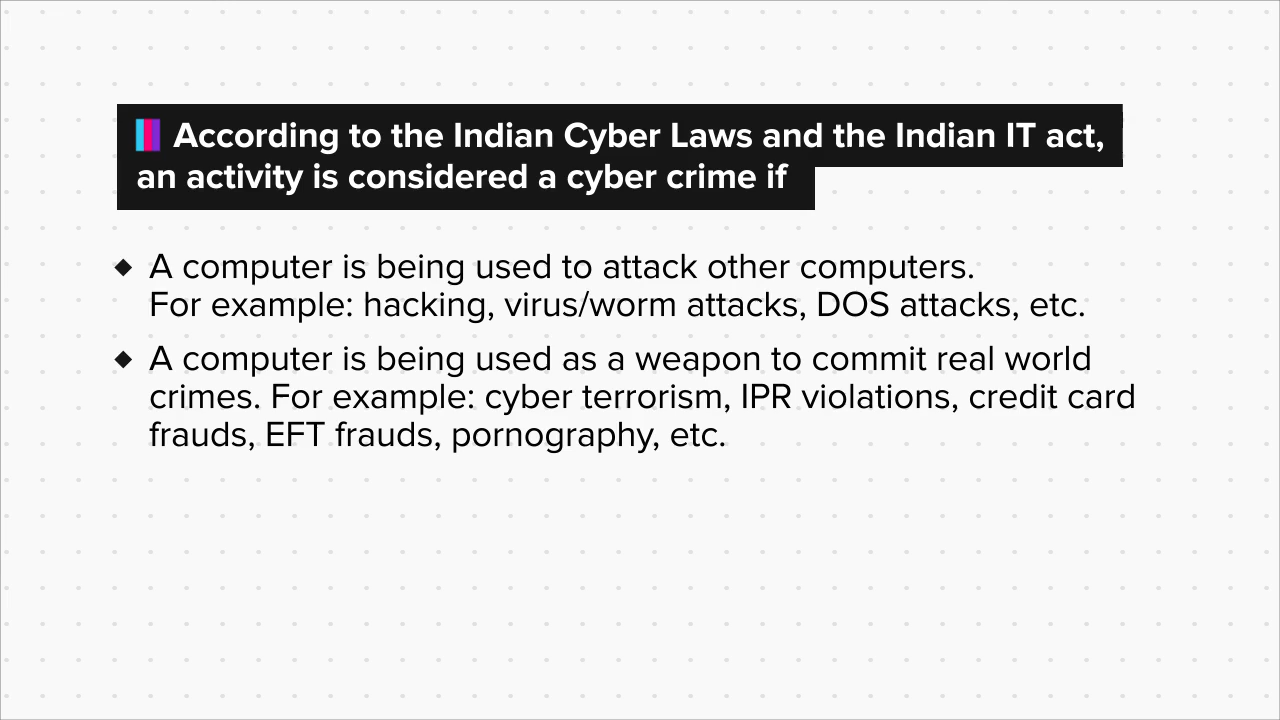 According to the Indian Cyber Laws and the Indian IT act,
an activity is considered a cyber crime if
◆ A computer is being used to attack other computers.
For example: hacking, virus/worm attacks, DOS attacks, etc.
◆ A computer is being used as a weapon to commit real world
crimes. For example: cyber terrorism, IPR violations, credit card
frauds, EFT frauds, pornography, etc.